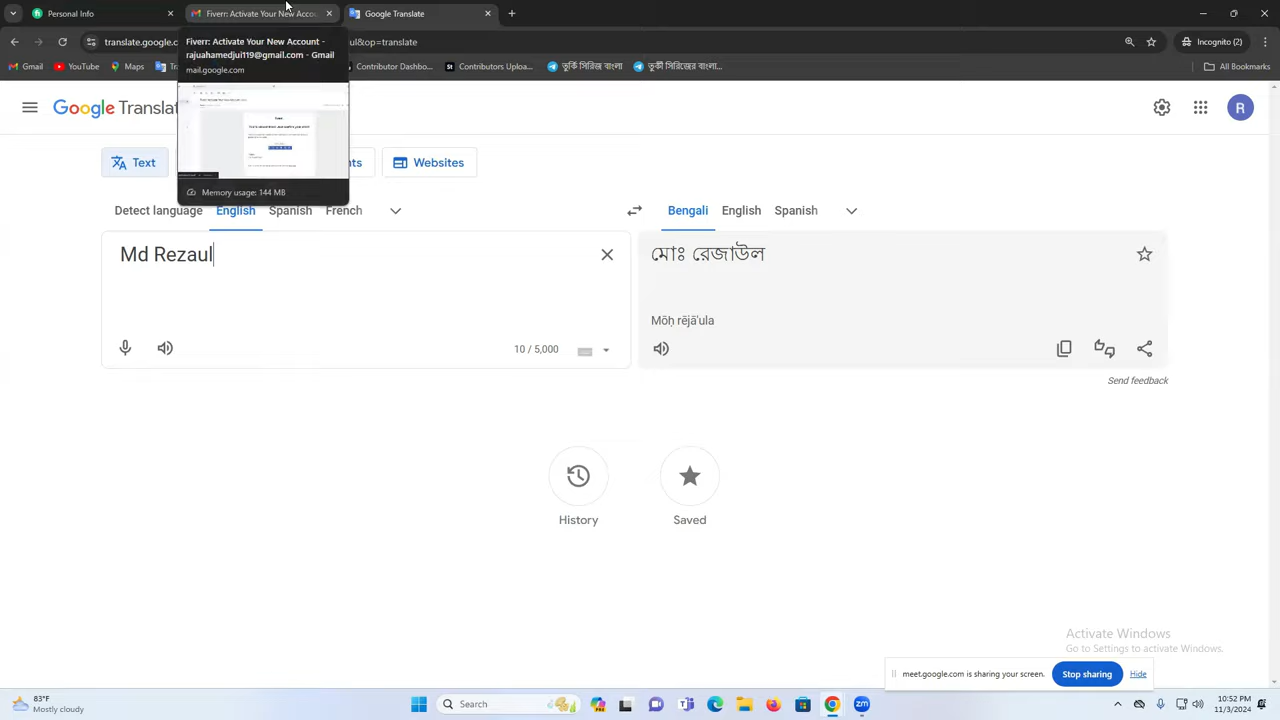 Personal Info
Fiverr: Activate Your New Accou
Google Translate
translate.google.c
ul&op=translate
Incognito (2)
Gmail
YouTube
Maps
Contributor Dashbo...
Contributors Uploa...
All Bookmarks
Fiverr: Activate Your New Account -
rajuahamedjui119@gmail.com - Gmail
mail.google.com
Memory usage: 144 MB
Google Trans
R
Text
nts
Websites
Detect language
English
Spanish
French
Bengali
English
Spanish
Md Rezaul
মোঃ রেজাউল
Mōḥ rējā'ula
10 / 5,000
Send feedback
History
Saved
Activate Windows
Go to Settings to activate Windows.
meet.google.com is sharing your screen.
Stop sharing
Hide
83°F
Mostly cloudy
Search
10:52 PM
11/3/2024